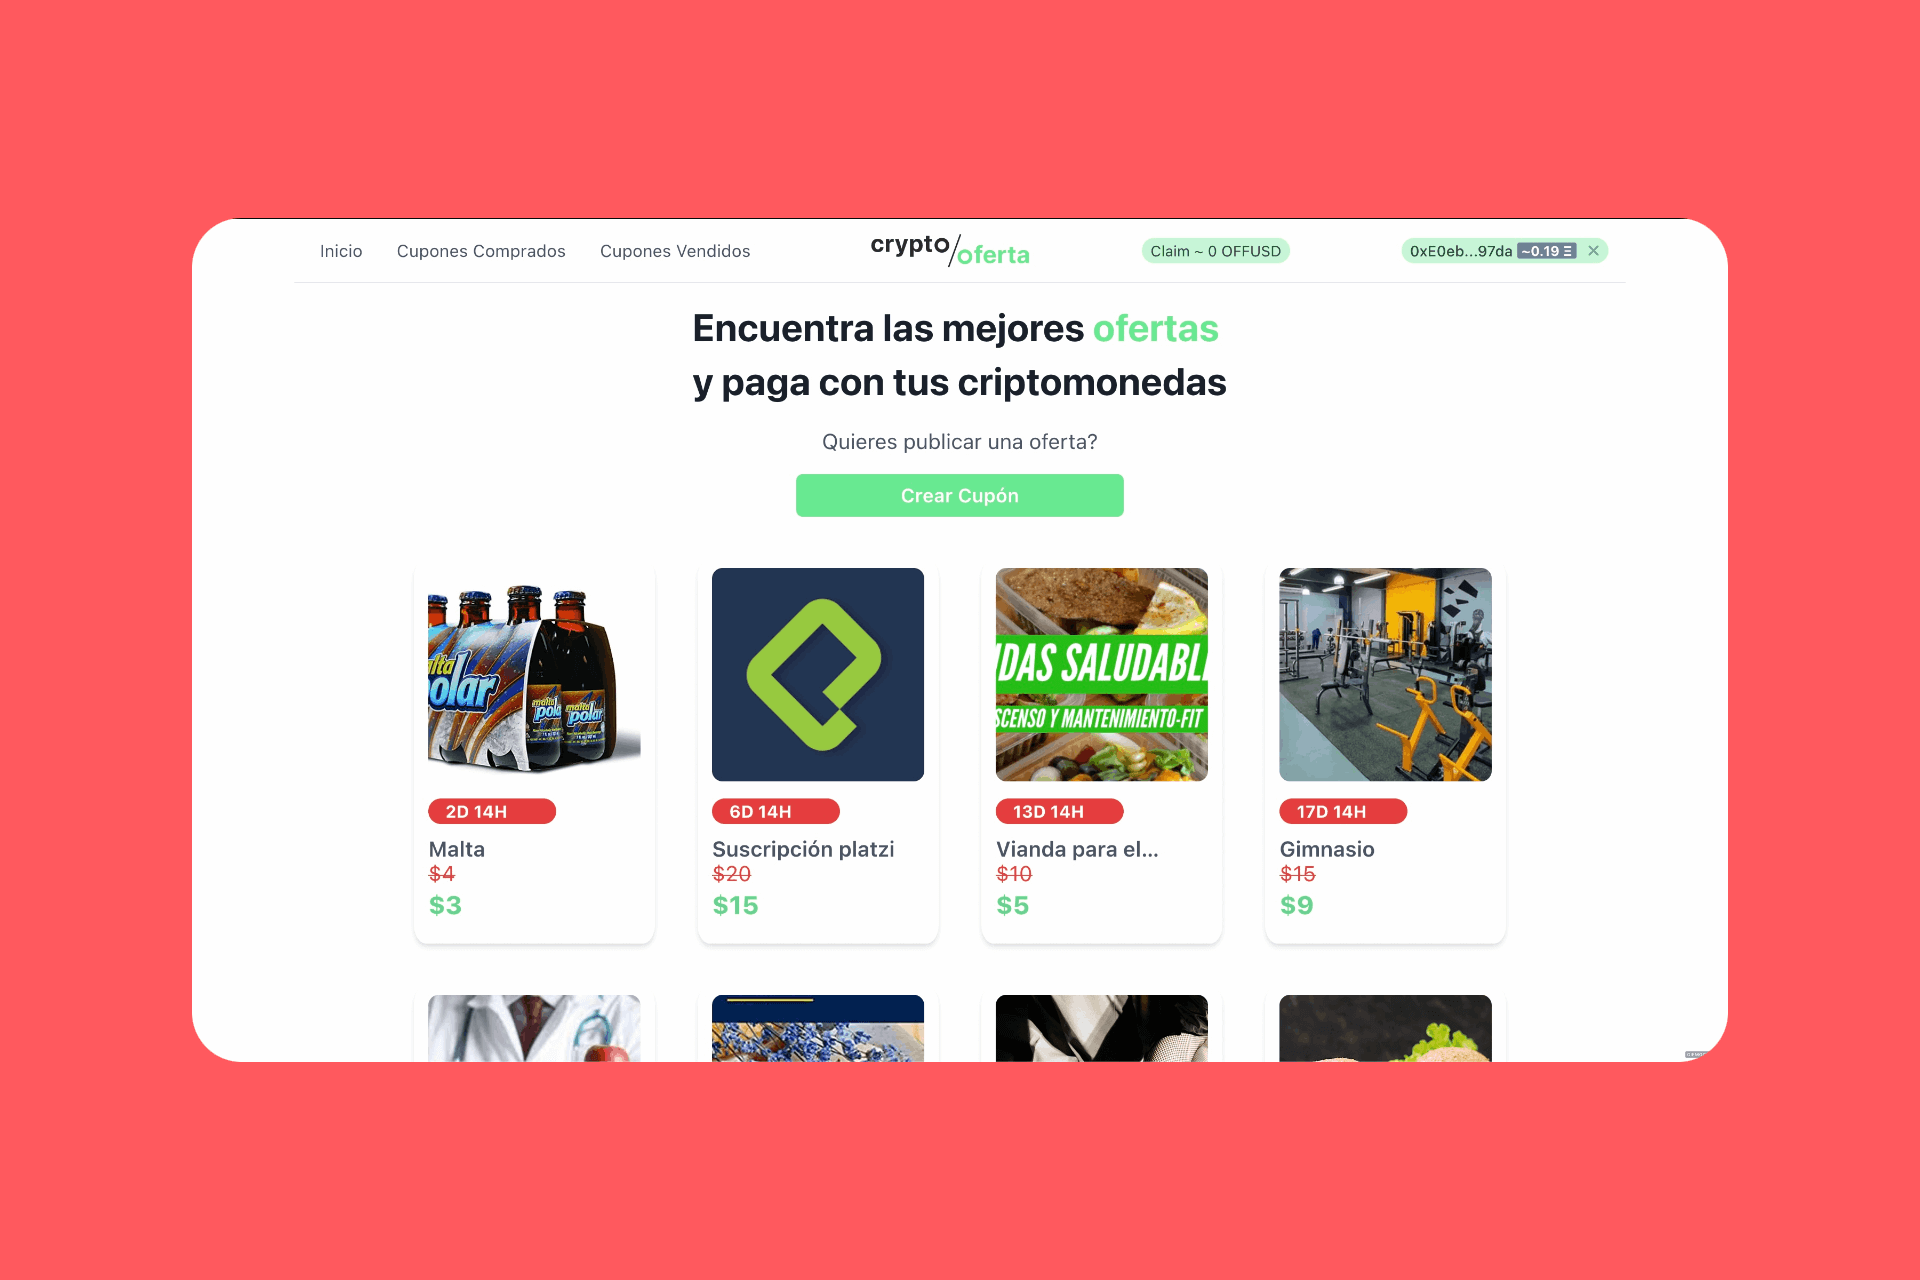 Inicio
Cupones Comprados
Cupones Vendidos
crypto/oferta
Claim ~ 0 OFFUSD
0xE0eb...97da ~0.19 Ξ ×
Encuentra las mejores ofertas
y paga con tus criptomonedas
Quieres publicar una oferta?
Crear Cupón
polar
malta
malta
polar
2D 14H
Malta
$4
$3
6D 14H
Suscripción platzi
$20
$15
IDAS SALUDABL
SCENSO Y MANTENIMIENTO-FIT
13D 14H
Vianda para el...
$10
$5
17D 14H
Gimnasio
$15
$9